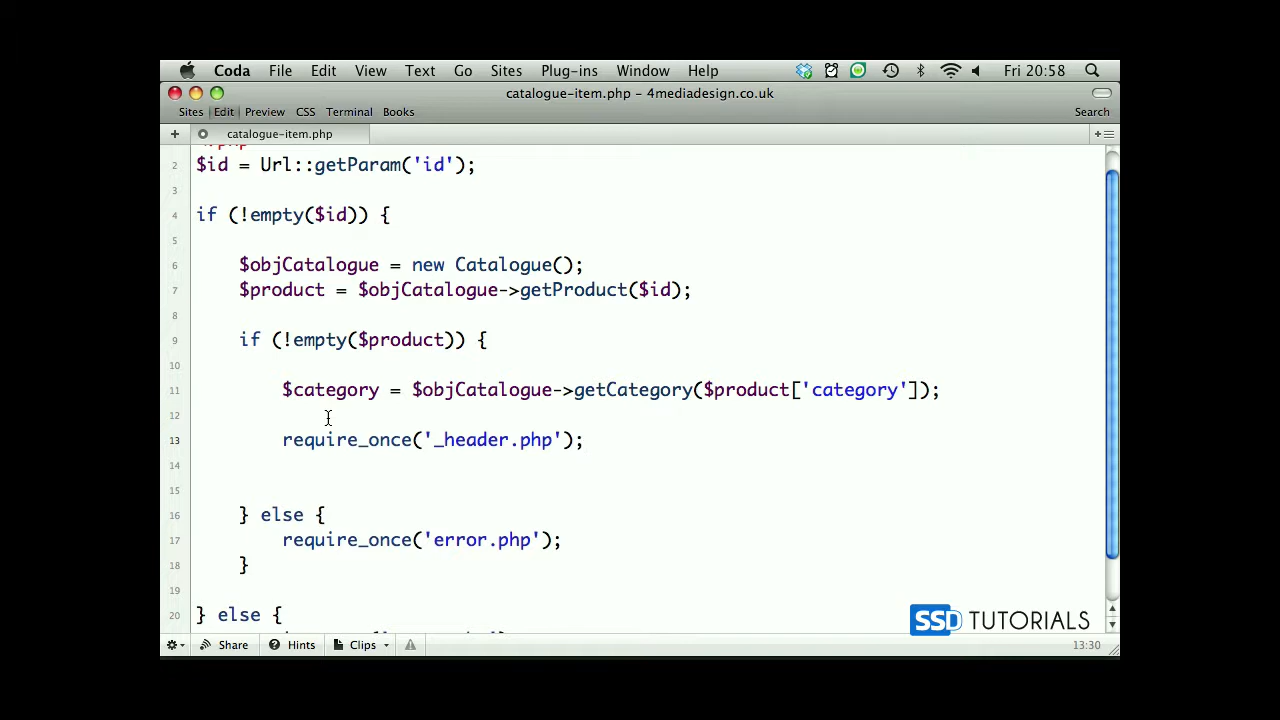 Coda File Edit View Text Go Sites Plug-ins Window Help Fri 20:58
catalogue-item.php - 4mediadesign.co.uk
Sites Edit Preview CSS Terminal Books Search
+ catalogue-item.php
2 $id = Url::getParam('id');
3
4 if (!empty($id)) {
5
6 $objCatalogue = new Catalogue();
7 $product = $objCatalogue->getProduct($id);
8
9 if (!empty($product)) {
10
11 $category = $objCatalogue->getCategory($product['category']);
12
13 require_once('_header.php');
14
15
16 } else {
17 require_once('error.php');
18 }
19
20 } else {
SSD TUTORIALS
Share Hints Clips 13:30